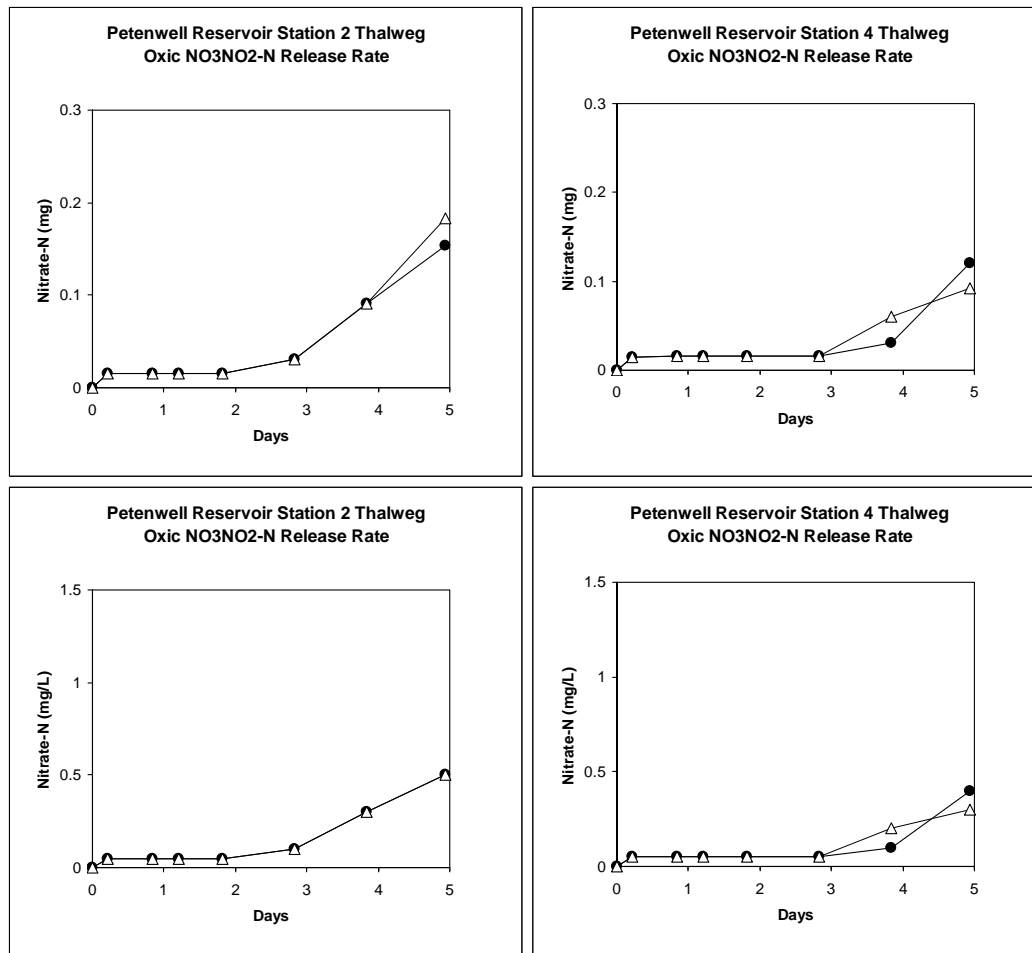 Petenwell Reservoir Station 2 Thalweg
Oxic NO3NO2-N Release Rate
0.3
0.2
0.1
0
Nitrate-N (mg)
0 1 2 3 4 5
Days
Petenwell Reservoir Station 4 Thalweg
Oxic NO3NO2-N Release Rate
0.3
0.2
0.1
0
Nitrate-N (mg)
0 1 2 3 4 5
Days
Petenwell Reservoir Station 2 Thalweg
Oxic NO3NO2-N Release Rate
1.5
1
0.5
0
Nitrate-N (mg/L)
0 1 2 3 4 5
Days
Petenwell Reservoir Station 4 Thalweg
Oxic NO3NO2-N Release Rate
1.5
1
0.5
0
Nitrate-N (mg/L)
0 1 2 3 4 5
Days